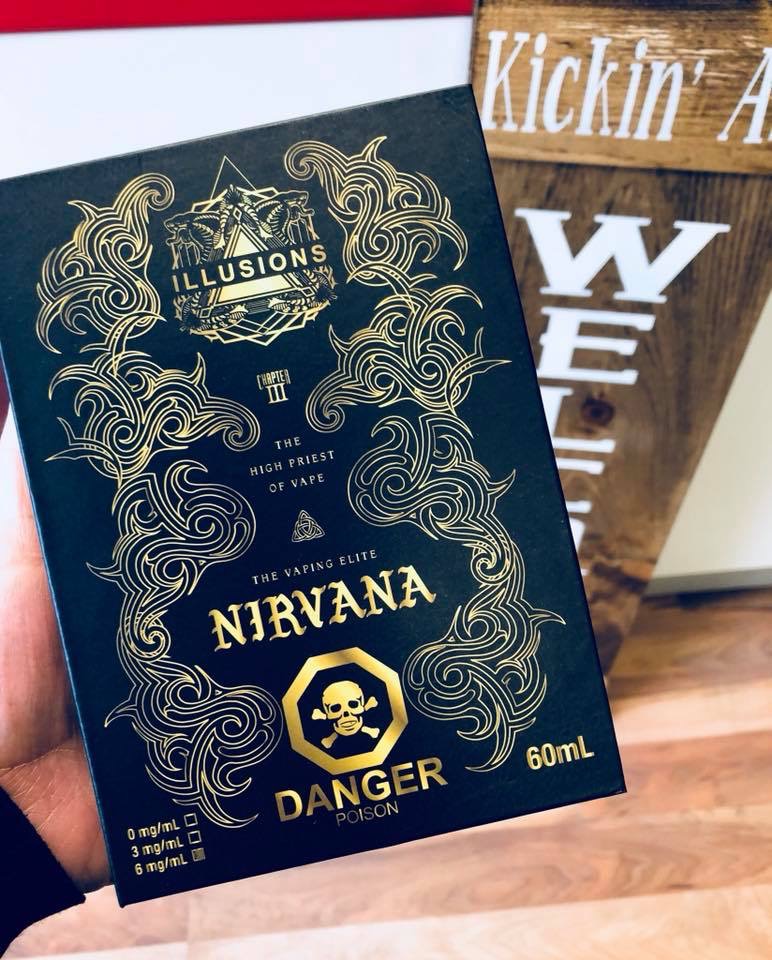 ILLUSIONS
CHAPTER
III
THE
HIGH PRIEST
OF VAPE
THE VAPING ELITE
NIRVANA
DANGER
POISON
60mL
0 mg/mL
3 mg/mL
6 mg/mL
Kickin'
WEL